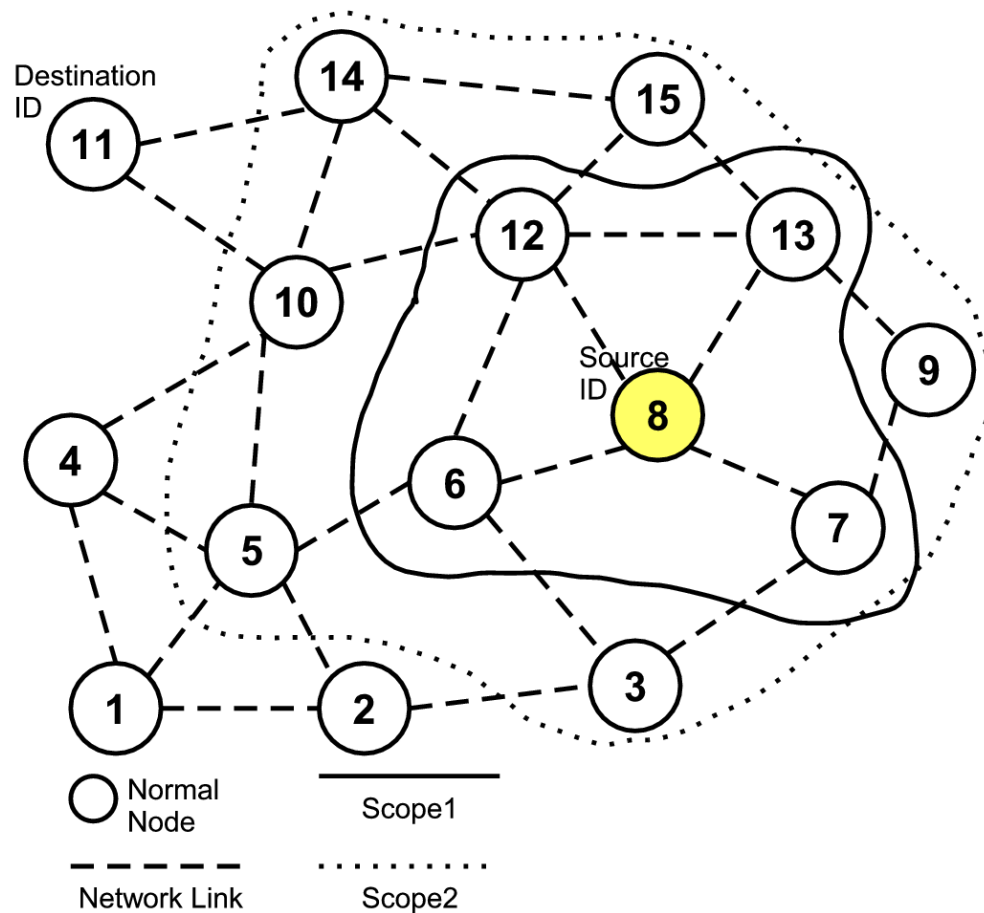 14
15
Destination
ID
11
12
13
10
Source
ID
9
8
4
6
7
5
3
1
2
Normal
Node
Scope1
Network Link
Scope2